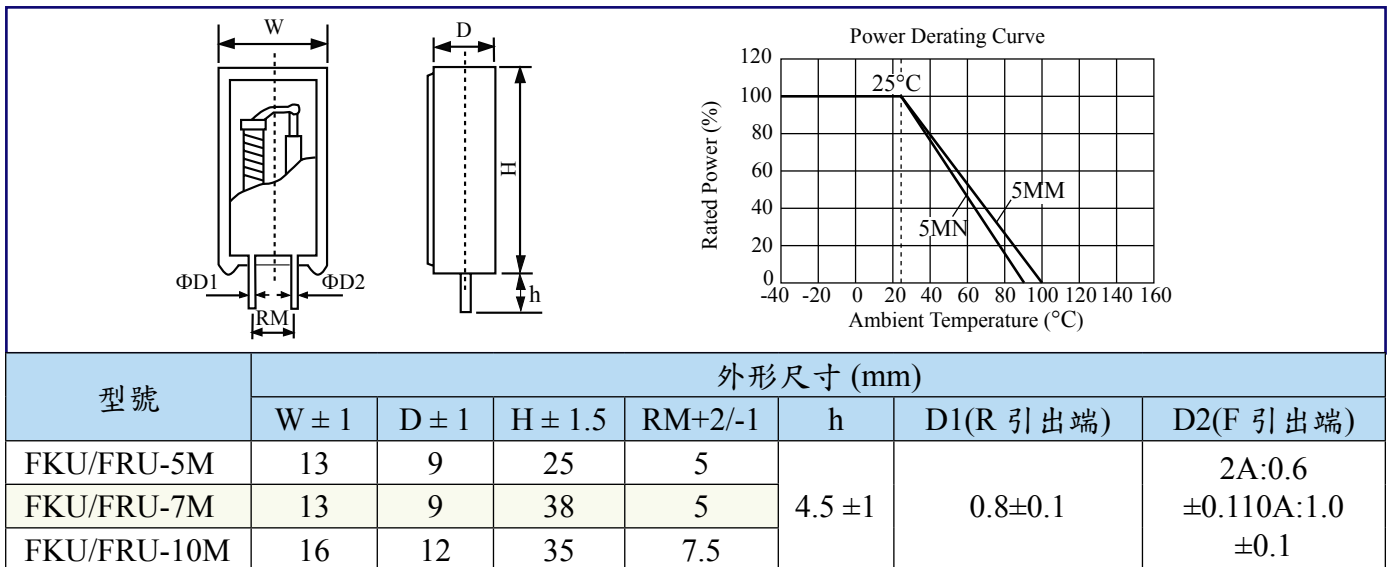 W
D
H
h
ΦD1
ΦD2
RM
Power Derating Curve
Rated Power (%)
120
100
80
60
40
20
0
25°C
5MM
5MN
-40 -20 0 20 40 60 80 100 120 140 160
Ambient Temperature (°C)
型號
外形尺寸 (mm)
W ± 1 D ± 1 H ± 1.5 RM+2/-1 h D1(R 引出端) D2(F 引出端)
FKU/FRU-5M 13 9 25 5
FKU/FRU-7M 13 9 38 5
FKU/FRU-10M 16 12 35 7.5
4.5 ±1
0.8±0.1
2A:0.6
±0.110A:1.0
±0.1